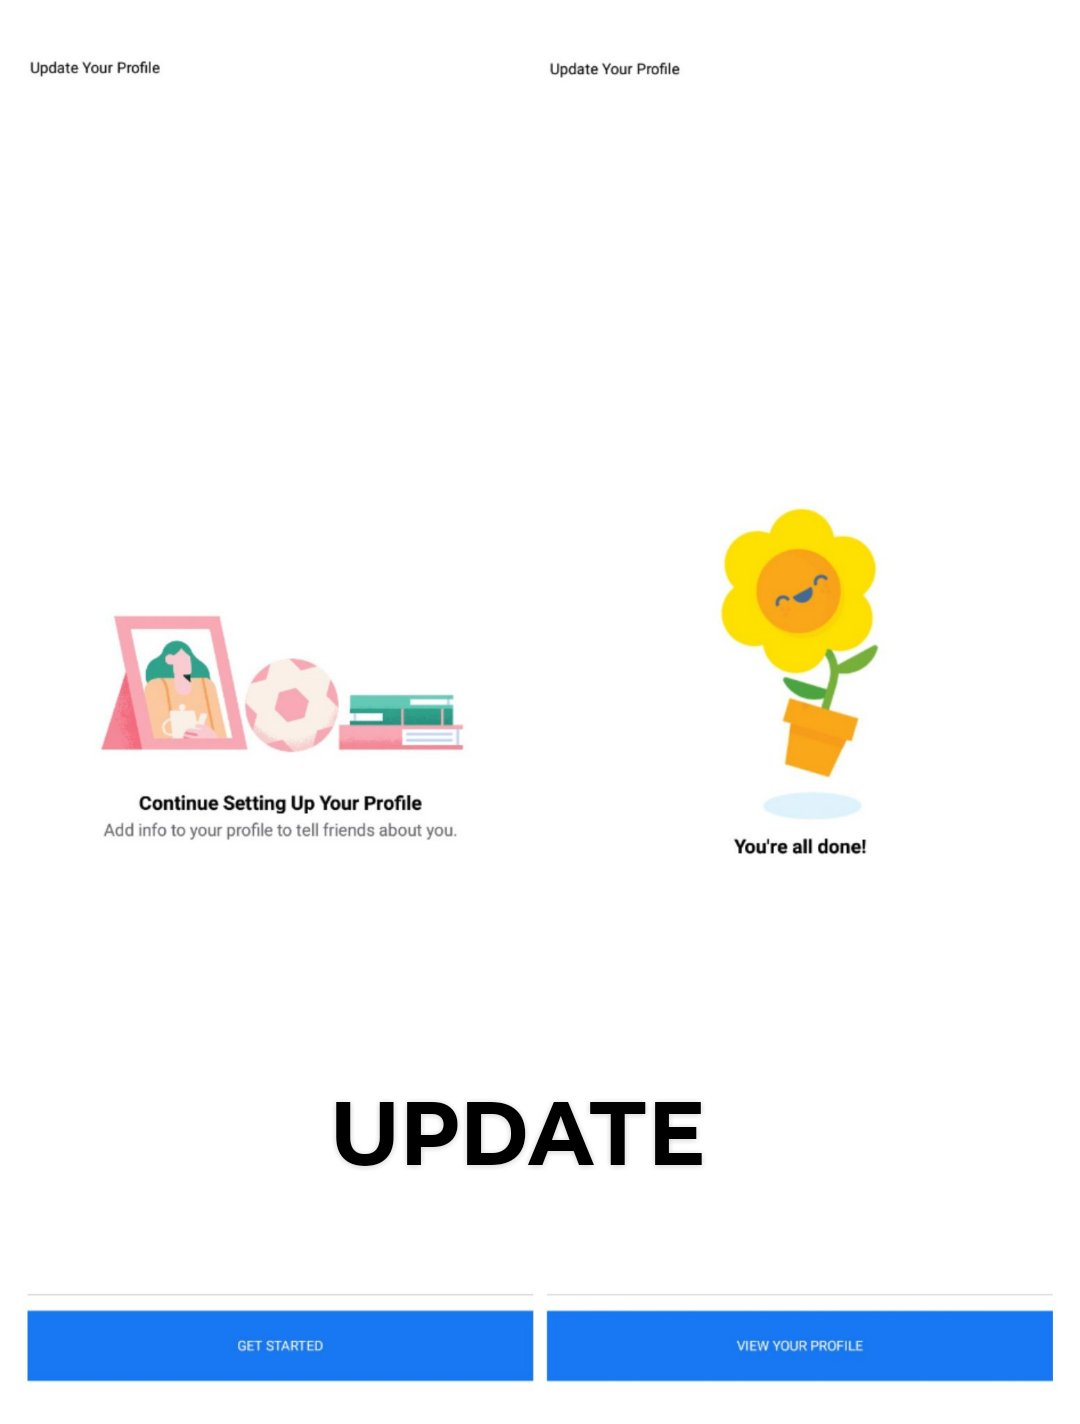 Update Your Profile
Continue Setting Up Your Profile
Add info to your profile to tell friends about you.
GET STARTED
Update Your Profile
You're all done!
VIEW YOUR PROFILE
UPDATE